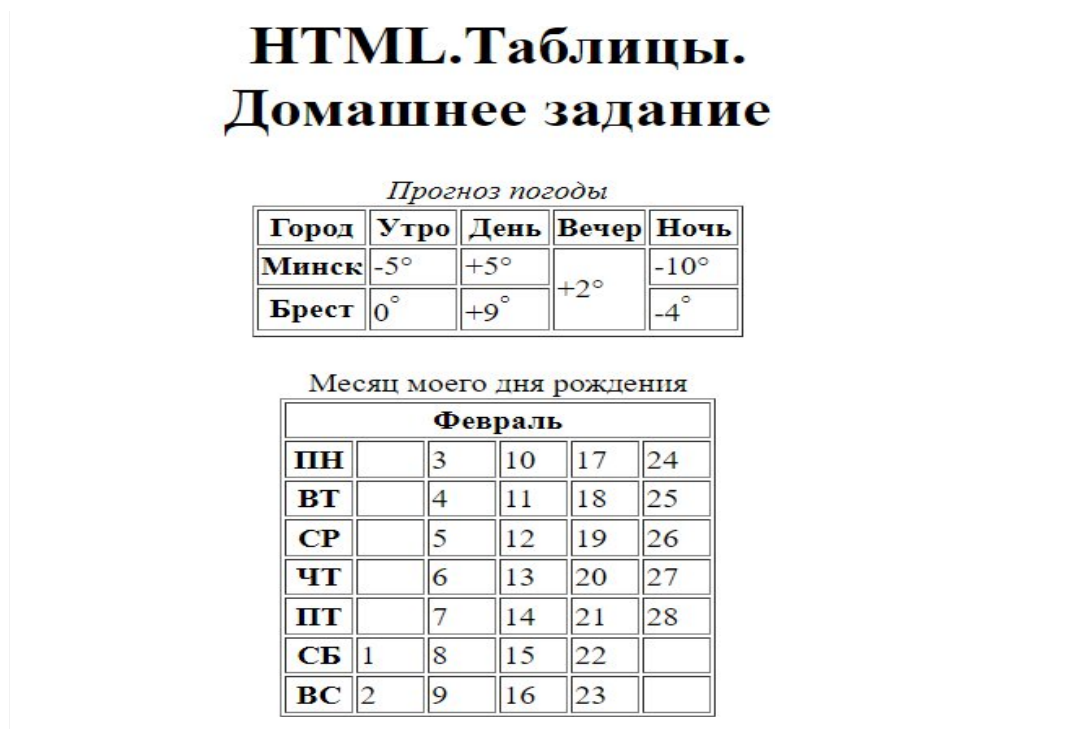 HTML.Таблицы.
Домашнее задание
Прогноз погоды
Город Утро День Вечер Ночь
Минск -5° +5° +2° -10°
Брест 0° +9° -4°
Месяц моего дня рождения
Февраль
ПН 3 10 17 24
ВТ 4 11 18 25
СР 5 12 19 26
ЧТ 6 13 20 27
ПТ 7 14 21 28
СБ 1 8 15 22
ВС 2 9 16 23